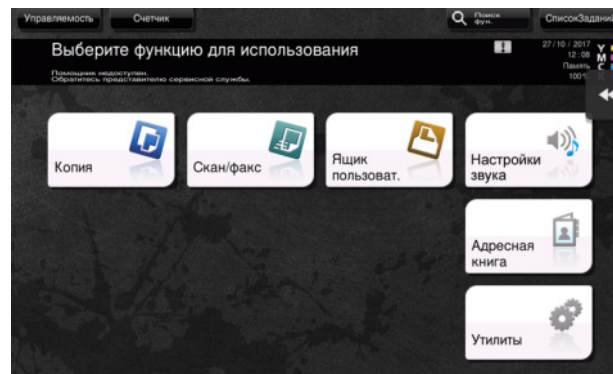 Управляемость
Счетчик
Поиск
фун.
СписокЗадани
Выберите функцию для использования
27/10/2017
12:08
Память
100%
Y
M
C
Помощник недоступен.
Обратитесь представителю сервисной службы.
Копия
Скан/факс
Ящик
пользоват.
Настройки
звука
Адресная
книга
Утилиты